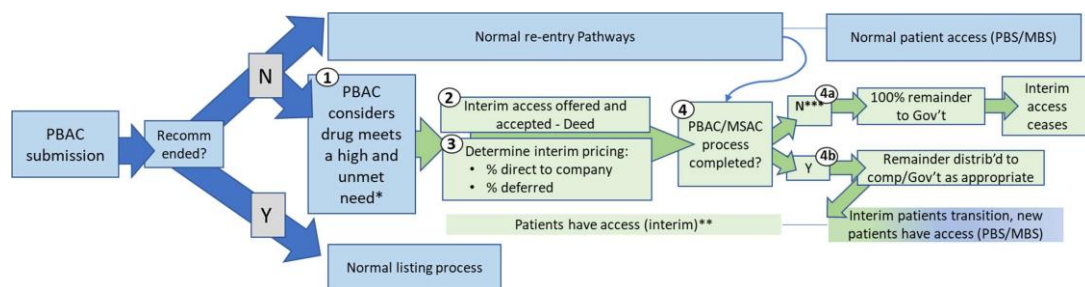 Normal re-entry Pathways
Normal patient access (PBS/MBS)
N
1
PBAC
considers
drug meets
a high and
unmet
need*
PBAC
submission
Recomm
ended?
2
Interim access offered and
accepted - Deed
3
Determine interim pricing:
• % direct to company
• % deferred
4
PBAC/MSAC
process
completed?
4a
N***
100% remainder
to Gov't
Interim
access
ceases
4b
Y
Remainder distrib'd to
comp/Gov't as appropriate
Y
Patients have access (interim)**
Interim patients transition, new
patients have access (PBS/MBS)
Normal listing process